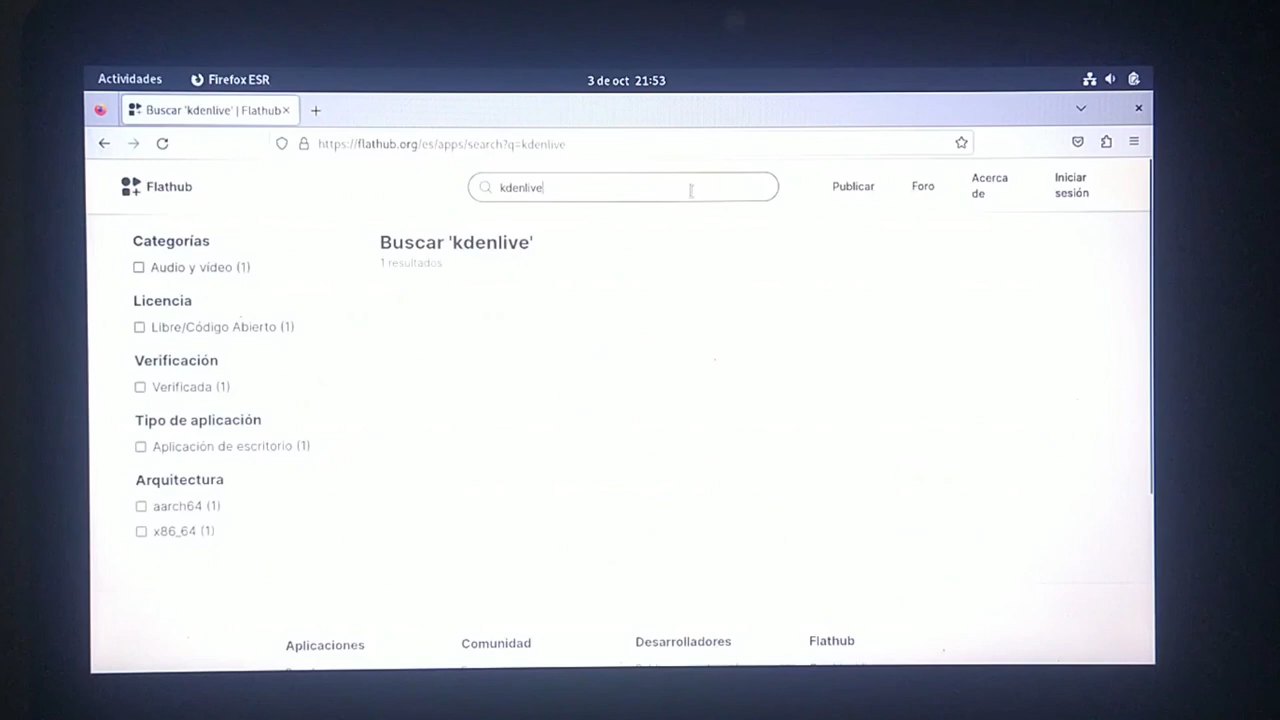 Actividades Firefox ESR 3 de oct 21:53
Buscar 'kdenlive' | Flathub
https://flathub.org/es/apps/search?q=kdenlive
Flathub
kdenlive
Publicar
Foro
Acerca
de
Iniciar
sesión
Categorías
Audio y vídeo (1)
Licencia
Libre/Código Abierto (1)
Verificación
Verificada (1)
Tipo de aplicación
Aplicación de escritorio (1)
Arquitectura
aarch64 (1)
x86_64 (1)
Buscar 'kdenlive'
1 resultados
Aplicaciones Comunidad Desarrolladores Flathub